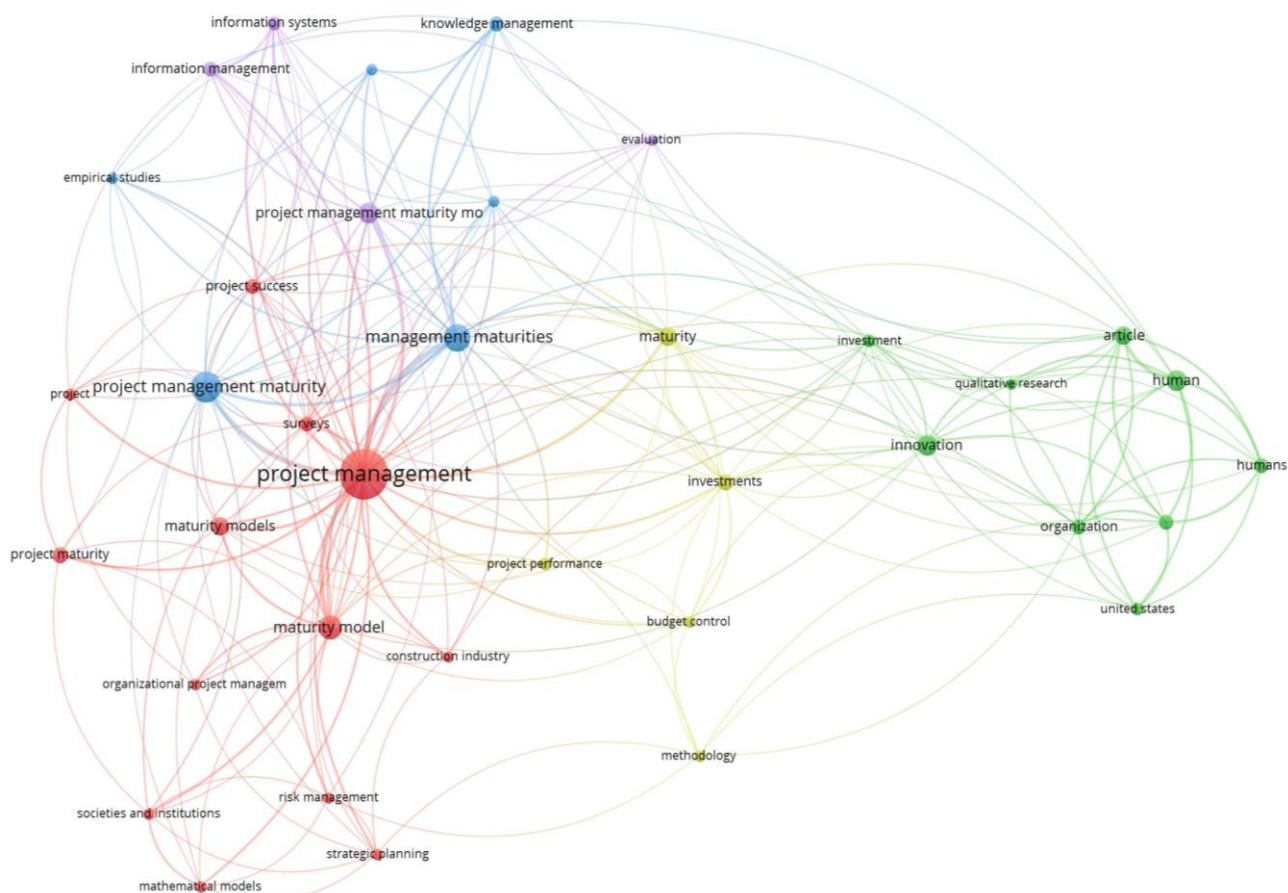 information systems
knowledge management
information management
evaluation
empirical studies
project management maturity mo
project success
management maturities
maturity
investment
article
project management maturity
project
qualitative research
human
surveys
innovation
project management
investments
humans
maturity models
organization
project maturity
project performance
united states
budget control
maturity model
construction industry
organizational project managem
methodology
risk management
societies and institutions
strategic planning
mathematical models